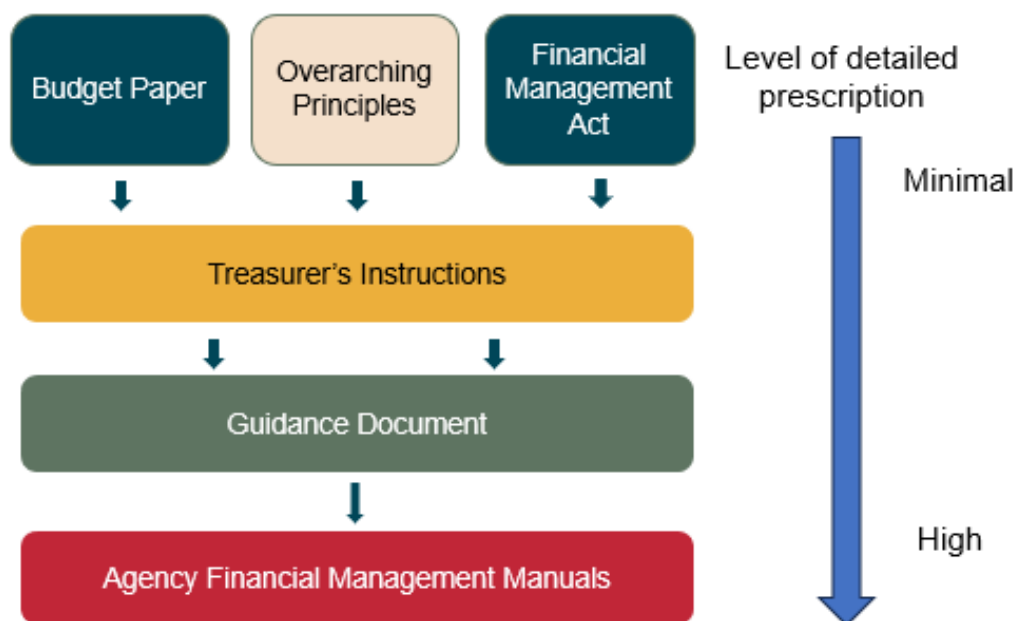 Budget Paper
Overarching
Principles
Financial
Management
Act
Level of detailed
prescription
Minimal
Treasurer’s Instructions
Guidance Document
High
Agency Financial Management Manuals